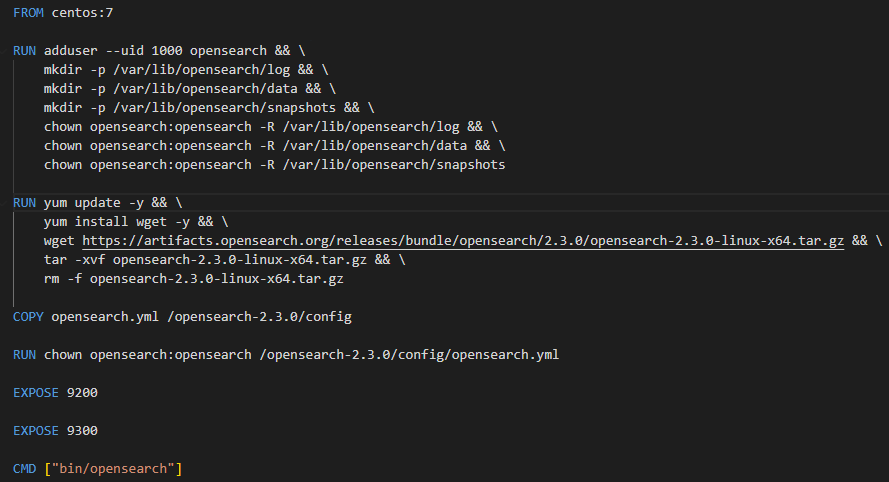 FROM centos:7
RUN adduser --uid 1000 opensearch && \
mkdir -p /var/lib/opensearch/log && \
mkdir -p /var/lib/opensearch/data && \
mkdir -p /var/lib/opensearch/snapshots && \
chown opensearch:opensearch -R /var/lib/opensearch/log && \
chown opensearch:opensearch -R /var/lib/opensearch/data && \
chown opensearch:opensearch -R /var/lib/opensearch/snapshots
RUN yum update -y && \
yum install wget -y && \
wget https://artifacts.opensearch.org/releases/bundle/opensearch/2.3.0/opensearch-2.3.0-linux-x64.tar.gz && \
tar -xvf opensearch-2.3.0-linux-x64.tar.gz && \
rm -f opensearch-2.3.0-linux-x64.tar.gz
COPY opensearch.yml /opensearch-2.3.0/config
RUN chown opensearch:opensearch /opensearch-2.3.0/config/opensearch.yml
EXPOSE 9200
EXPOSE 9300
CMD ["bin/opensearch"]